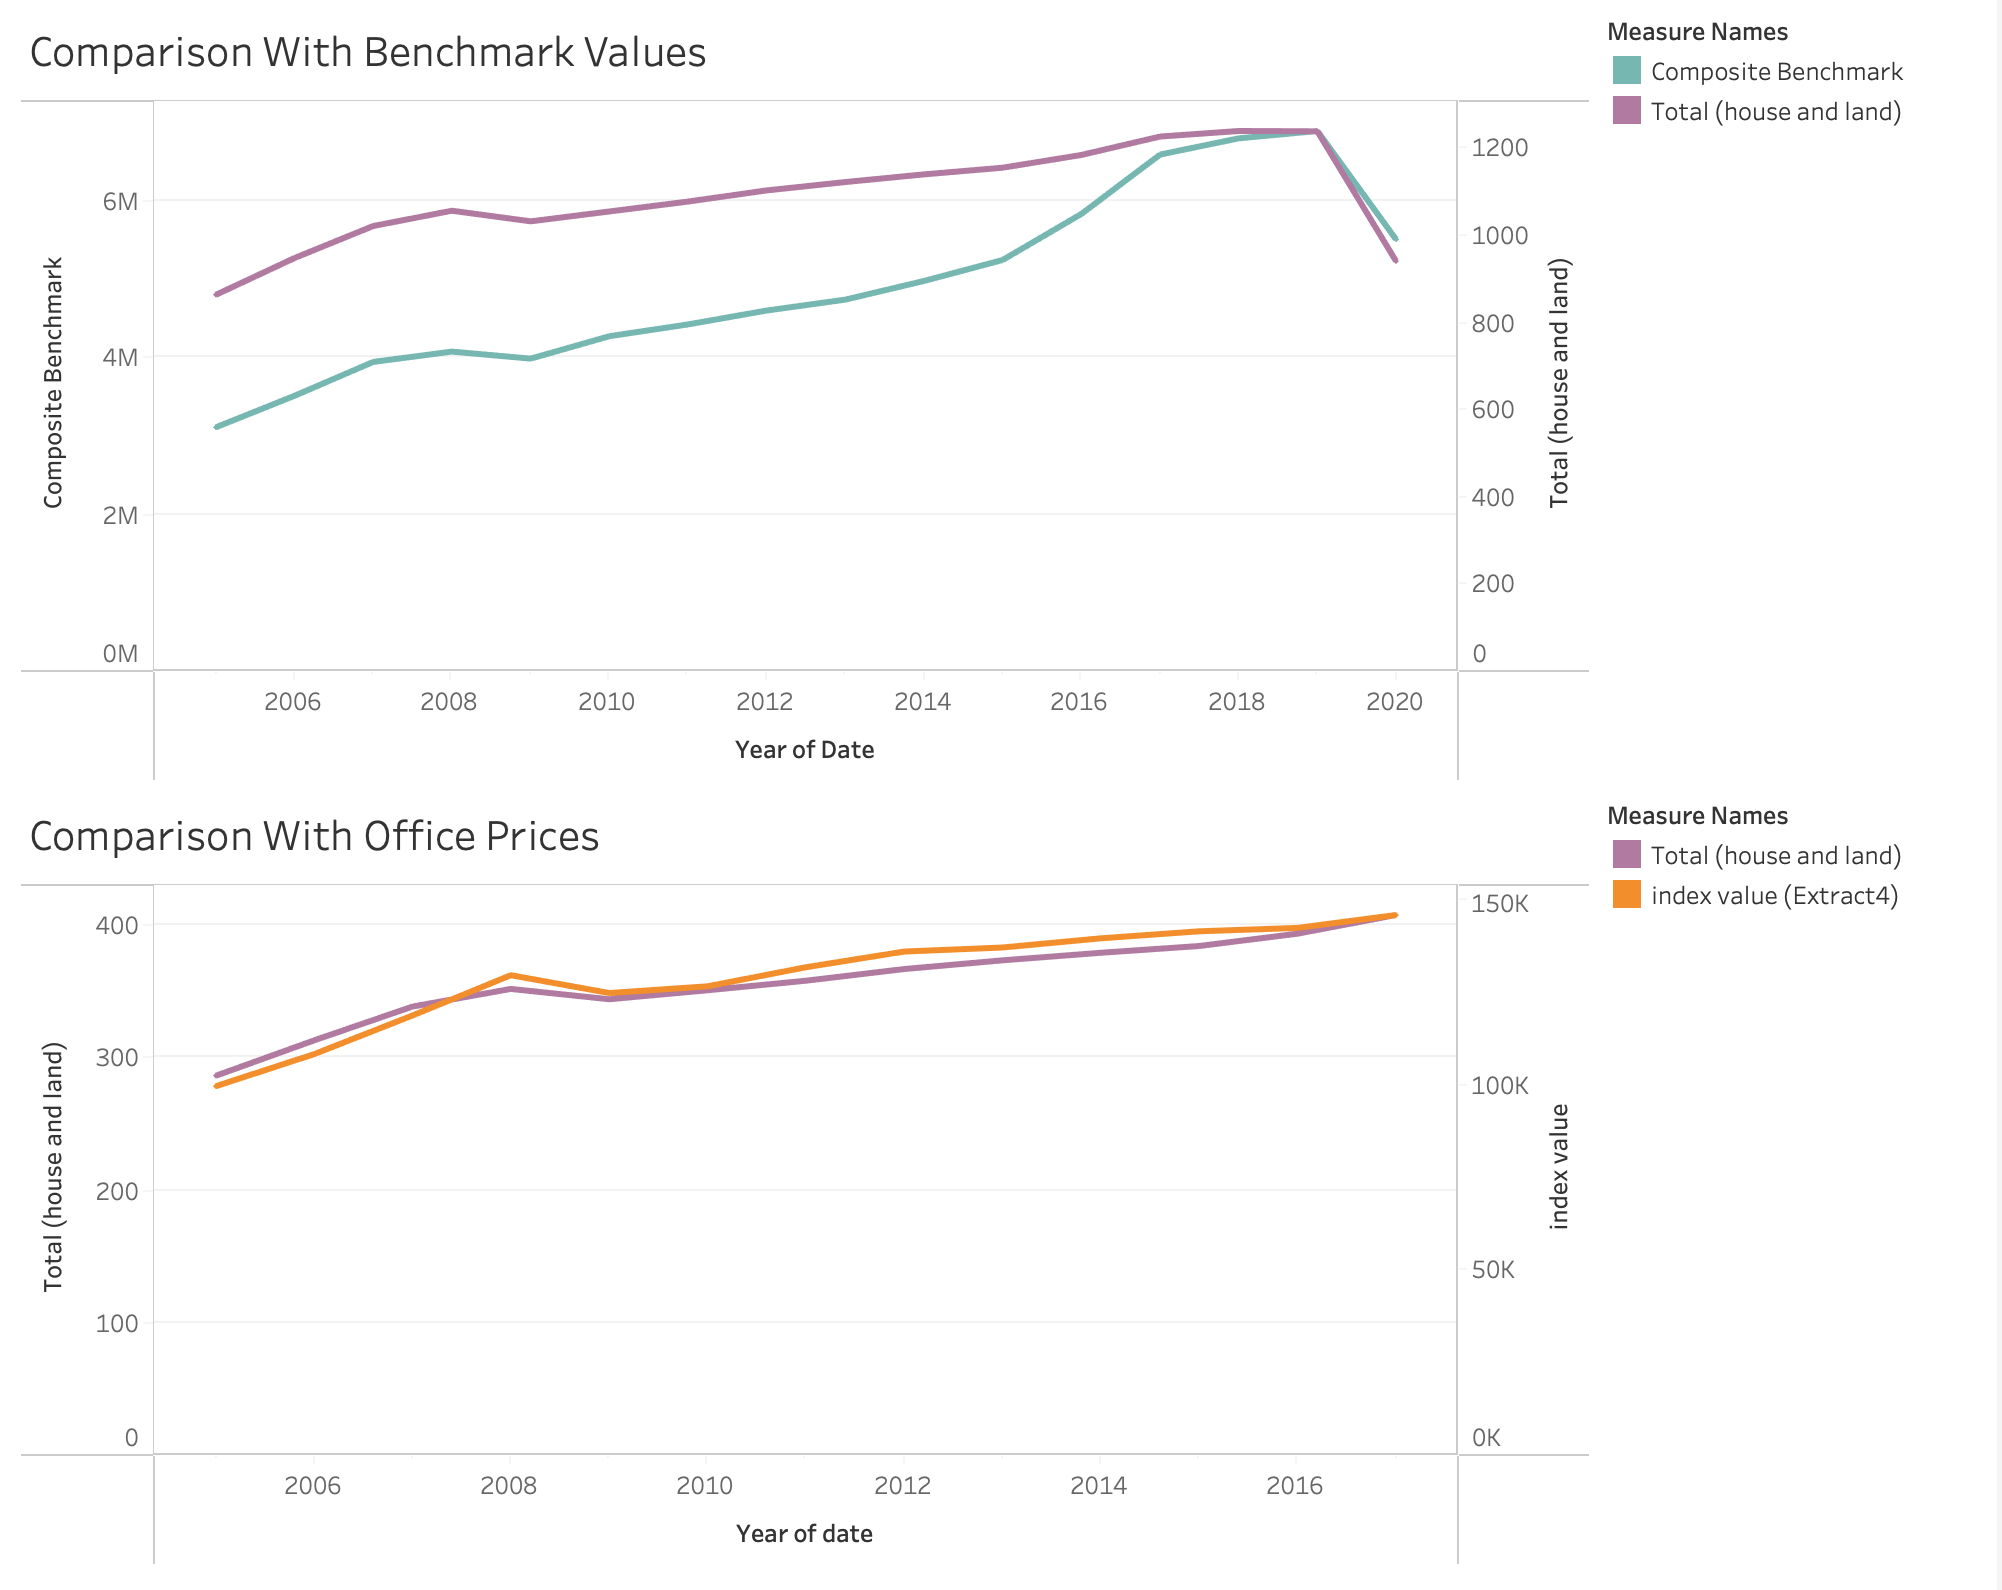 Comparison With Benchmark Values
Measure Names
Composite Benchmark
Total (house and land)
Composite Benchmark
6M
4M
2M
0M
1200
1000
800
600
400
200
0
Total (house and land)
2006 2008 2010 2012 2014 2016 2018 2020
Year of Date
Comparison With Office Prices
Measure Names
Total (house and land)
index value (Extract4)
Total (house and land)
400
300
200
100
0
150K
100K
50K
0K
index value
2006 2008 2010 2012 2014 2016
Year of date